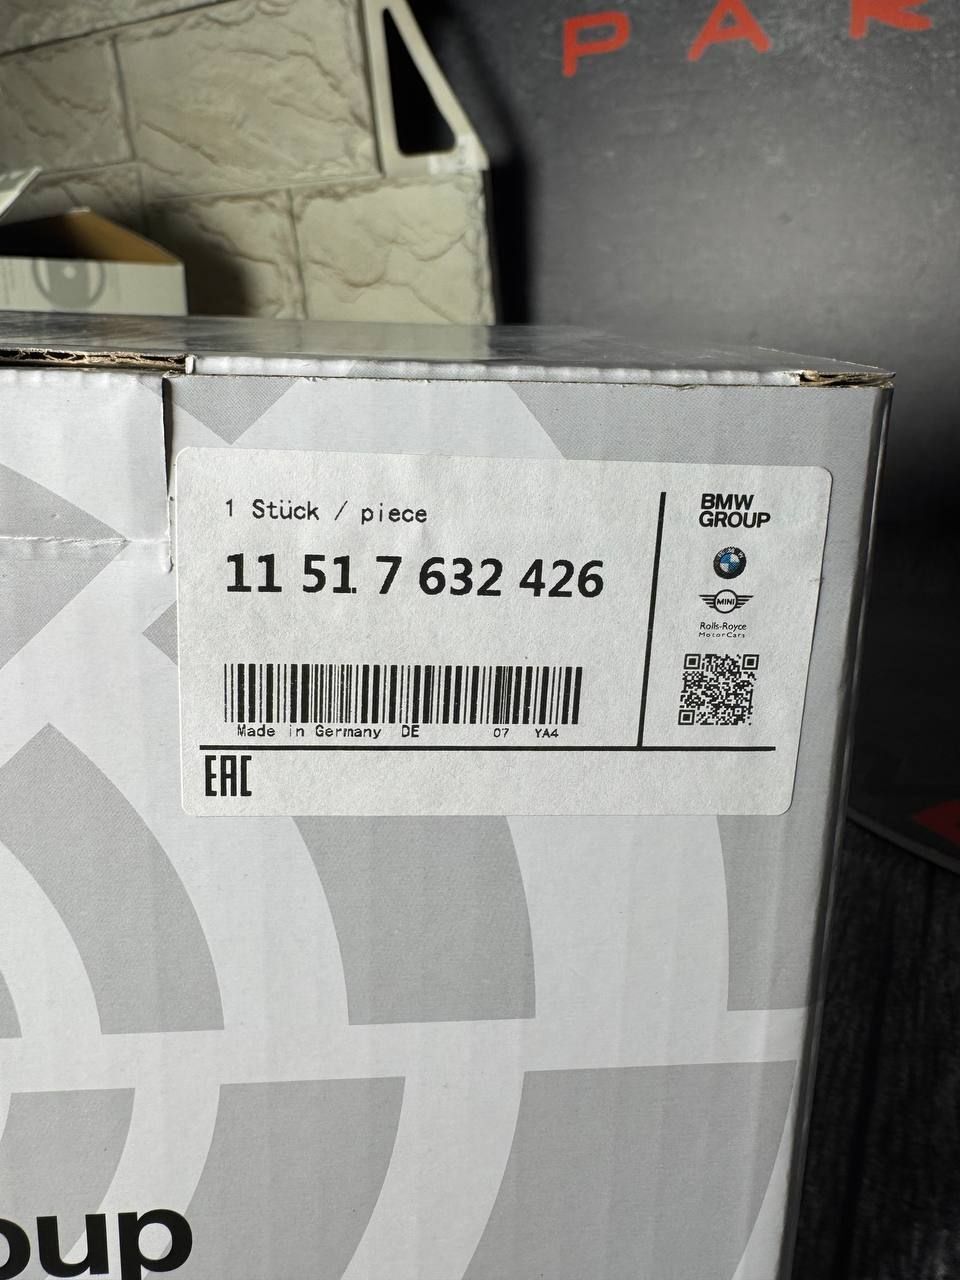 PAR
1 Stück / piece
11 51 7 632 426
Made in Germany DE 07 YA4
EAC
BMW
GROUP
MINI
Rolls-Royce
Motor Cars
oup